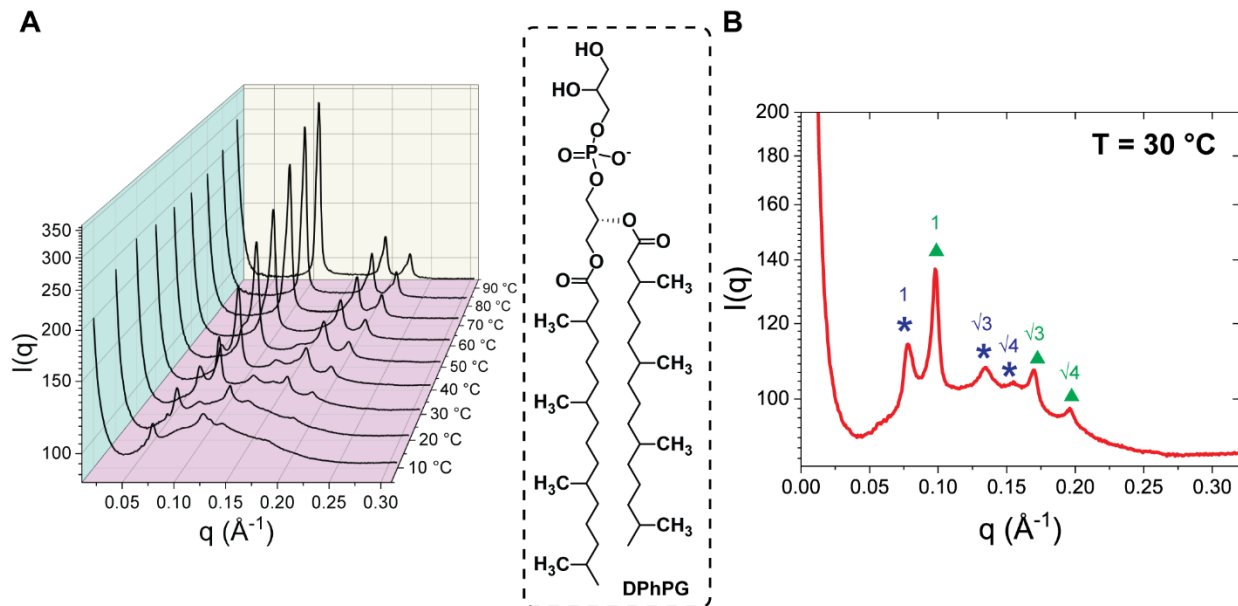 A
350
300
250
200
150
100
I(q)
0.05
0.10
0.15
0.20
0.25
0.30
q (Å⁻¹)
90 °C
80 °C
70 °C
60 °C
50 °C
40 °C
30 °C
20 °C
10 °C
HO
HO
O
O=P-O⁻
O
O
O
O
O
CH₃
H₃C
CH₃
H₃C
CH₃
H₃C
CH₃
H₃C
DPhPG
B
T = 30 °C
200
180
160
140
120
100
I(q)
1
*
1
▲
√3
*
√4
*
√3
▲
√4
▲
0.00
0.05
0.10
0.15
0.20
0.25
0.30
q (Å⁻¹)